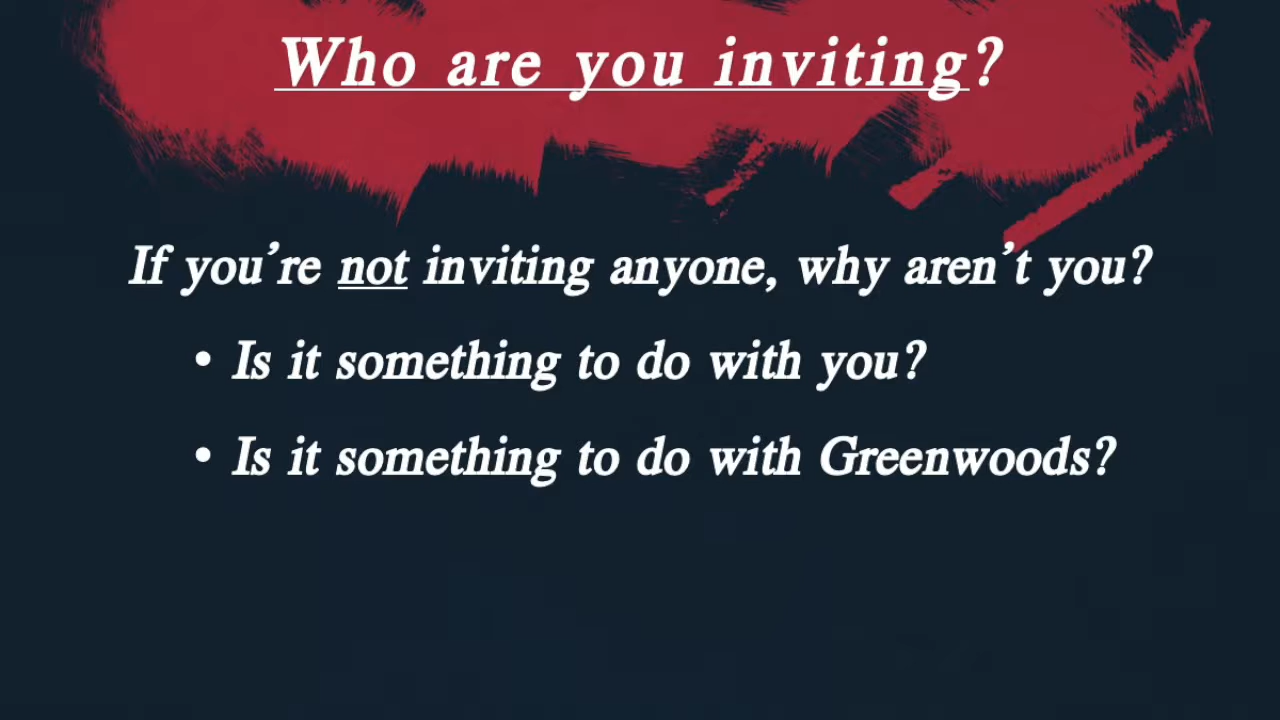 Who are you inviting?
If you’re not inviting anyone, why aren’t you?
• Is it something to do with you?
• Is it something to do with Greenwoods?